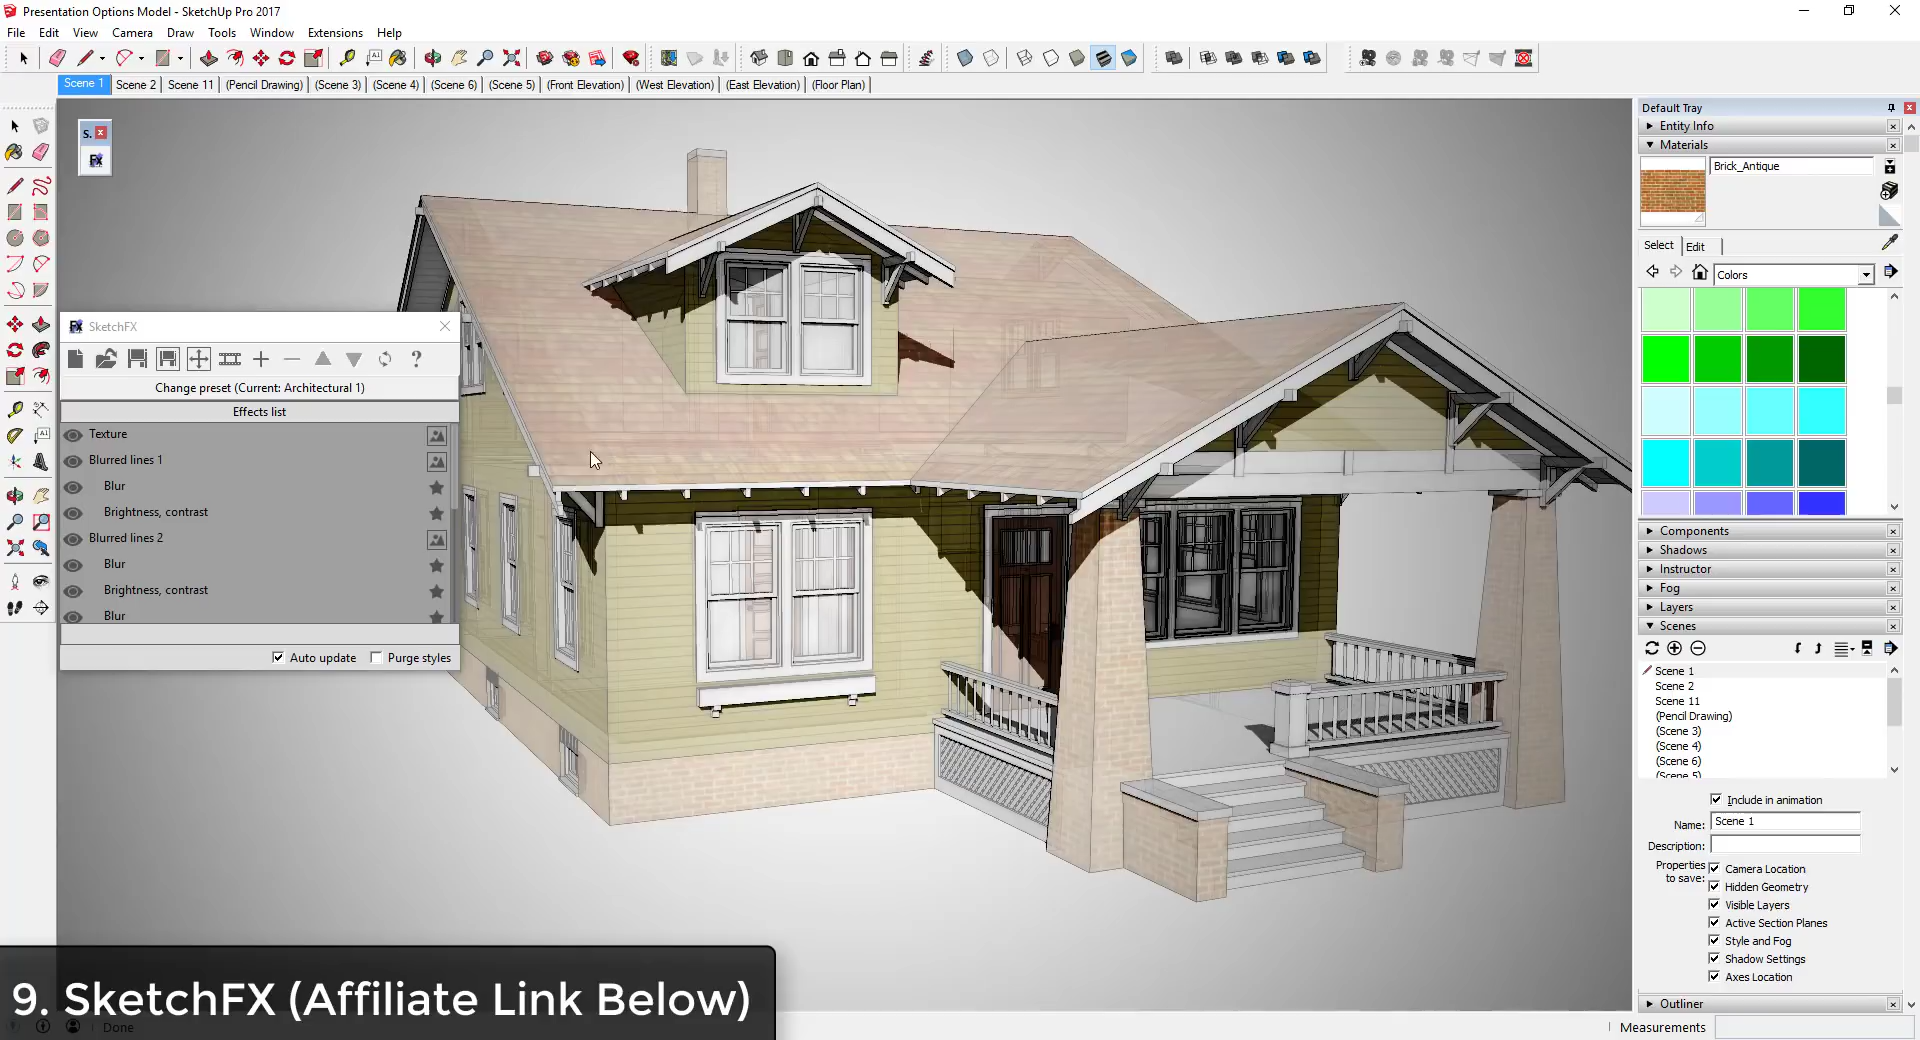 Presentation Options Model - SketchUp Pro 2017
File Edit View Camera Draw Tools Window Extensions Help
Scene 1 Scene 2 Scene 11 (Pencil Drawing) (Scene 3) (Scene 4) (Scene 6) (Scene 5) (Front Elevation) (West Elevation) (East Elevation) (Floor Plan)
S.
Fx
Fx SketchFX
Change preset (Current: Architectural 1)
Effects list
Texture
Blurred lines 1
Blur
Brightness, contrast
Blurred lines 2
Blur
Brightness, contrast
Blur
Auto update Purge styles
Default Tray
Entity Info
Materials
Brick_Antique
Select Edit
Colors
Components
Shadows
Instructor
Fog
Layers
Scenes
Scene 1
Scene 2
Scene 11
(Pencil Drawing)
(Scene 3)
(Scene 4)
(Scene 6)
(Scene 5)
Include in animation
Name: Scene 1
Description:
Properties to save:
Camera Location
Hidden Geometry
Visible Layers
Active Section Planes
Style and Fog
Shadow Settings
Axes Location
Outliner
9. SketchFX (Affiliate Link Below)
Done
Measurements